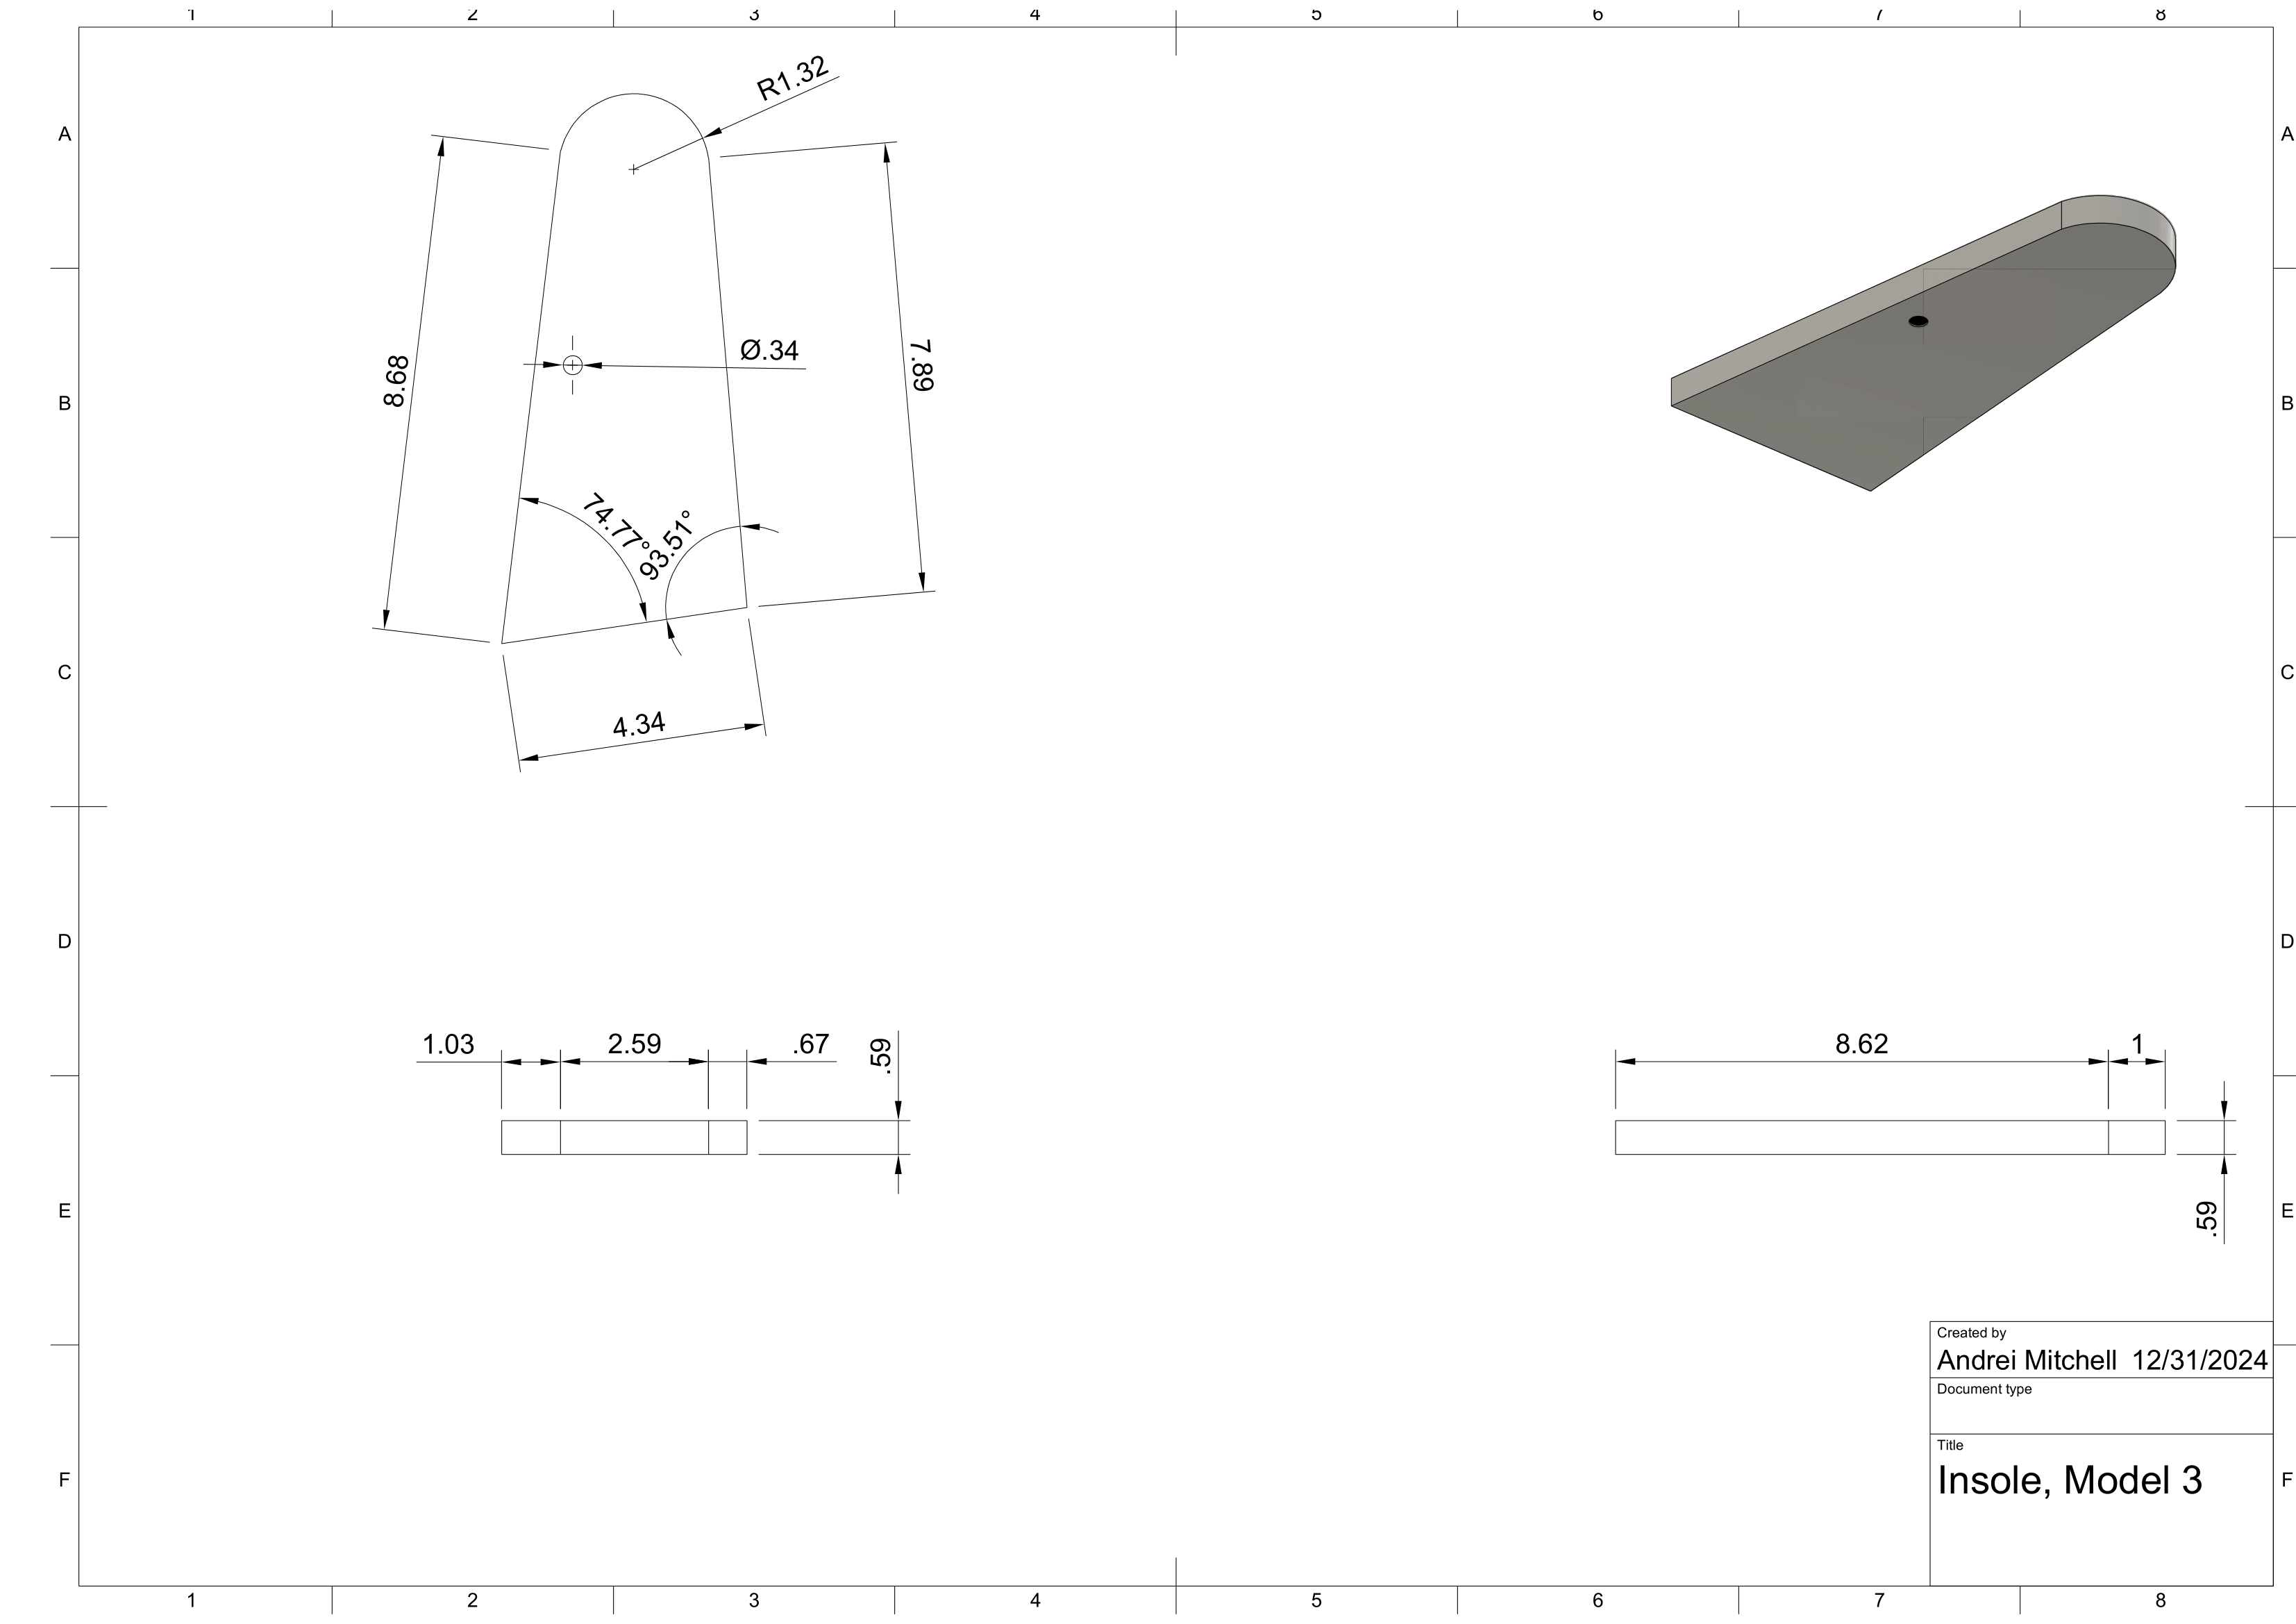 1 2 3 4 5 6 7 8
R1.32
A A
8.68
Ø.34
7.89
B B
74.77°
93.51°
C C
4.34
D D
1.03 2.59 .67 .59
8.62 1
.59
E E
Created by
Andrei Mitchell 12/31/2024
Document type
Title
Insole, Model 3
F F
1 2 3 4 5 6 7 8